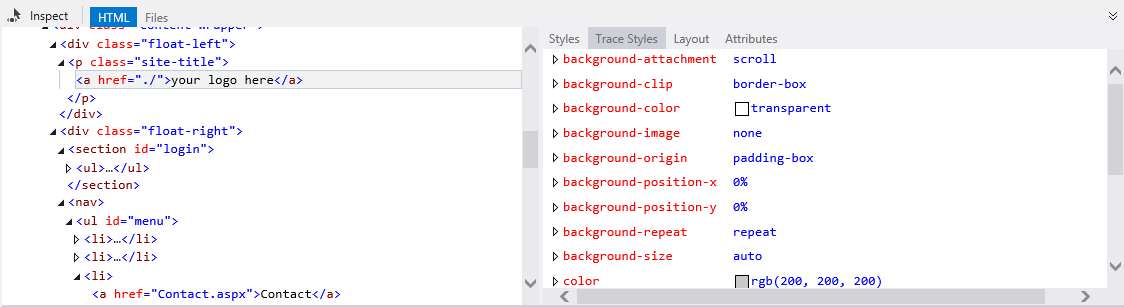 Inspect HTML Files
<div class="content-wrapper">
<div class="float-left">
<p class="site-title">
<a href="./">your logo here</a>
</p>
</div>
<div class="float-right">
<section id="login">
<ul>…</ul>
</section>
<nav>
<ul id="menu">
<li>…</li>
<li>…</li>
<li>
<a href="Contact.aspx">Contact</a>
Styles Trace Styles Layout Attributes
background-attachment scroll
background-clip border-box
background-color transparent
background-image none
background-origin padding-box
background-position-x 0%
background-position-y 0%
background-repeat repeat
background-size auto
color rgb(200, 200, 200)